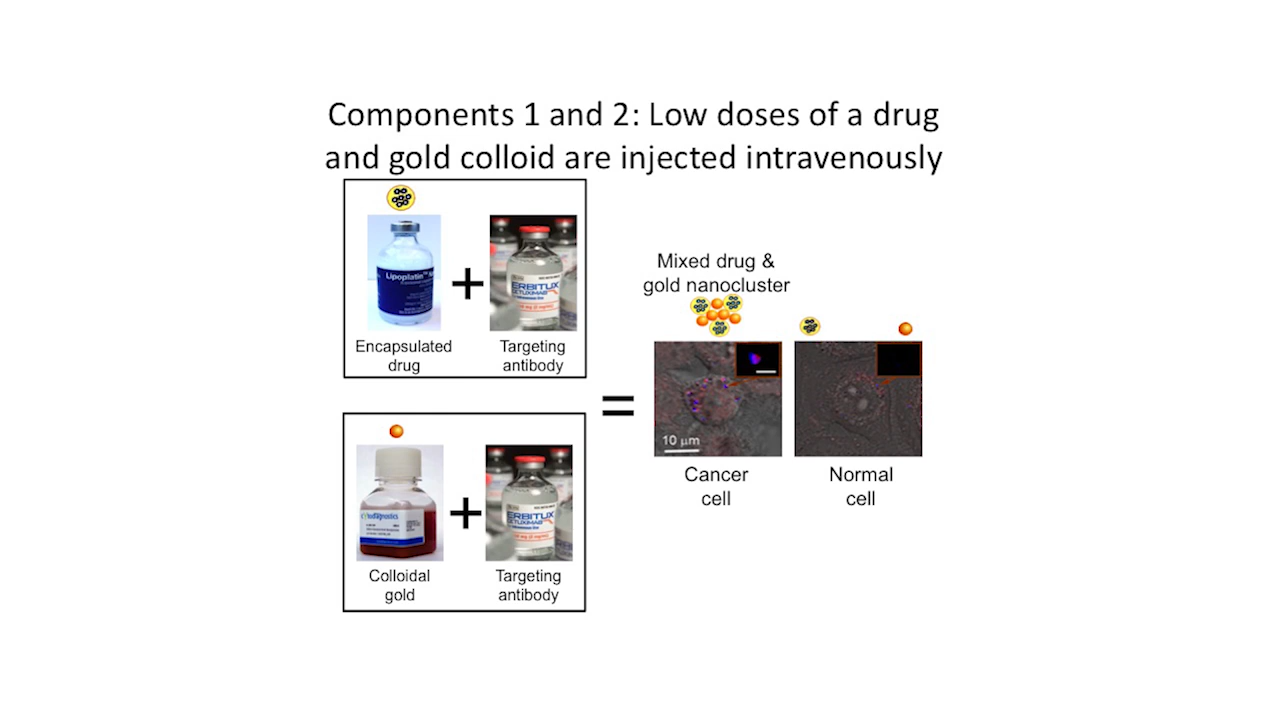 Components 1 and 2: Low doses of a drug
and gold colloid are injected intravenously
Lipoplatin™
Encapsulated
drug
+
ERBITUX
CETUXIMAB
Targeting
antibody
Colloidal
gold
+
ERBITUX
CETUXIMAB
Targeting
antibody
=
Mixed drug &
gold nanocluster
10 μm
Cancer
cell
Normal
cell